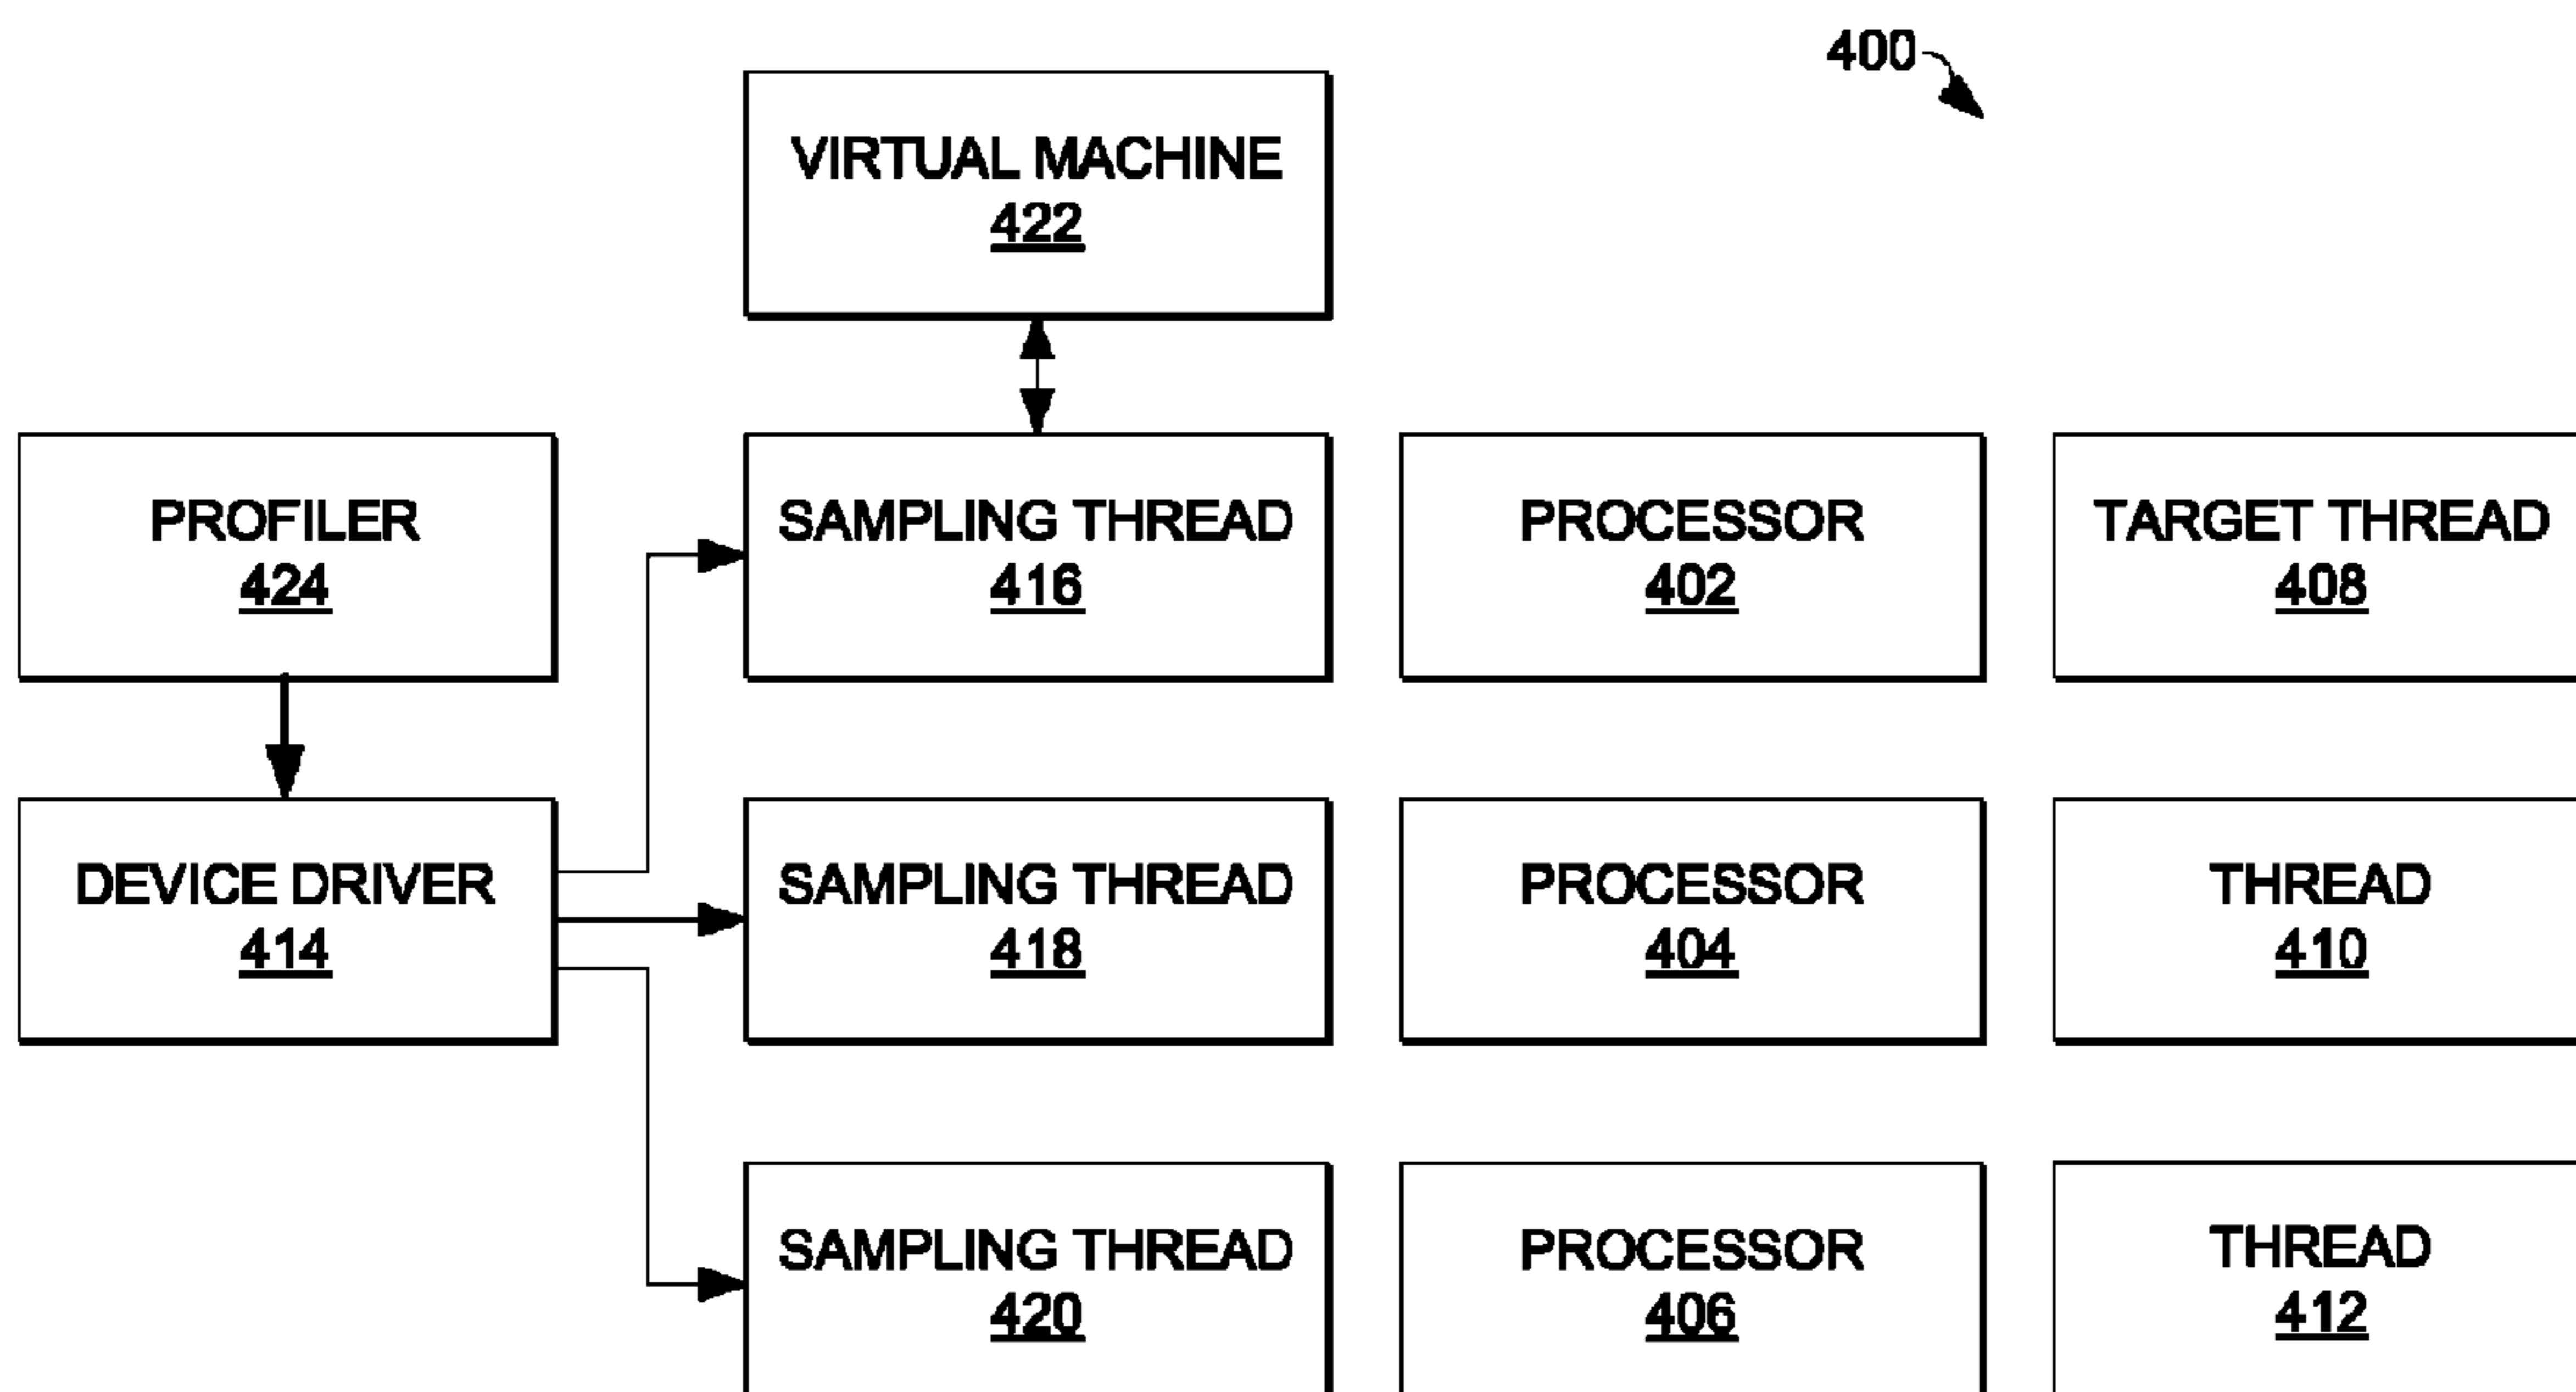 400
VIRTUAL MACHINE
422
PROFILER
424
SAMPLING THREAD
416
PROCESSOR
402
TARGET THREAD
408
DEVICE DRIVER
414
SAMPLING THREAD
418
PROCESSOR
404
THREAD
410
SAMPLING THREAD
420
PROCESSOR
406
THREAD
412